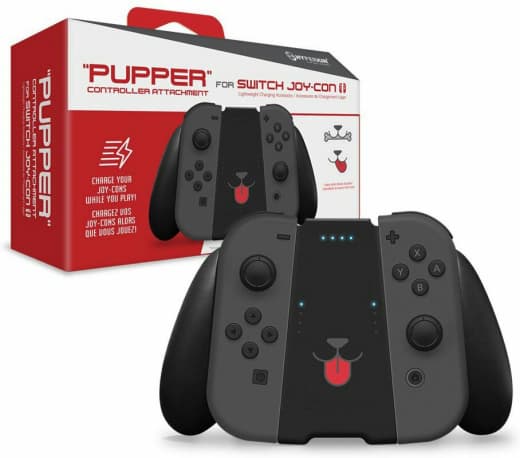 HYPERKIN
"PUPPER"
CONTROLLER ATTACHMENT
FOR SWITCH JOY-CON
CHARGE YOUR
JOY-CONS
WHILE YOU PLAY!
CHARGEZ VOS
JOY-CONS ALORS
QUE VOUS JOUEZ!
"PUPPER"
CONTROLLER ATTACHMENT
FOR SWITCH JOY-CON
X
Y
A
B